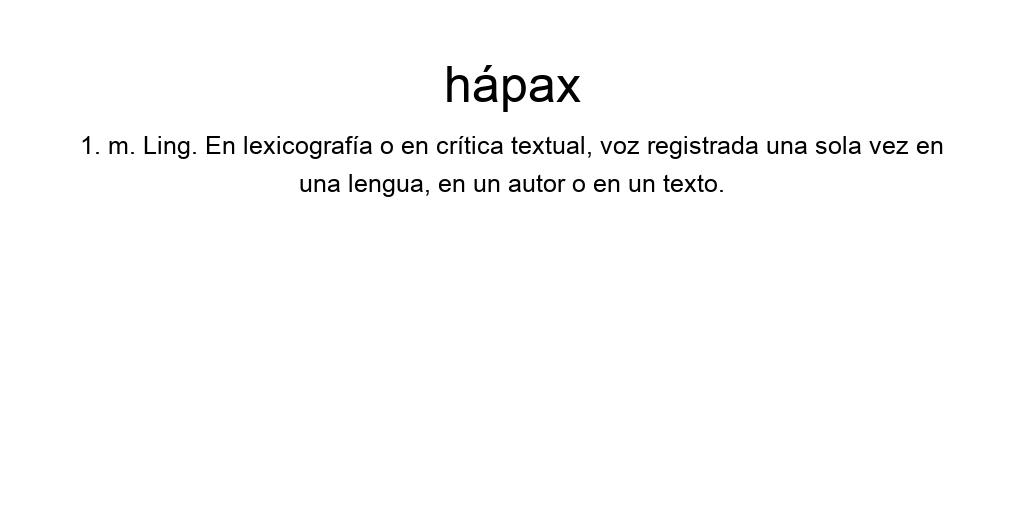 hápax
1. m. Ling. En lexicografía o en crítica textual, voz registrada una sola vez en
una lengua, en un autor o en un texto.